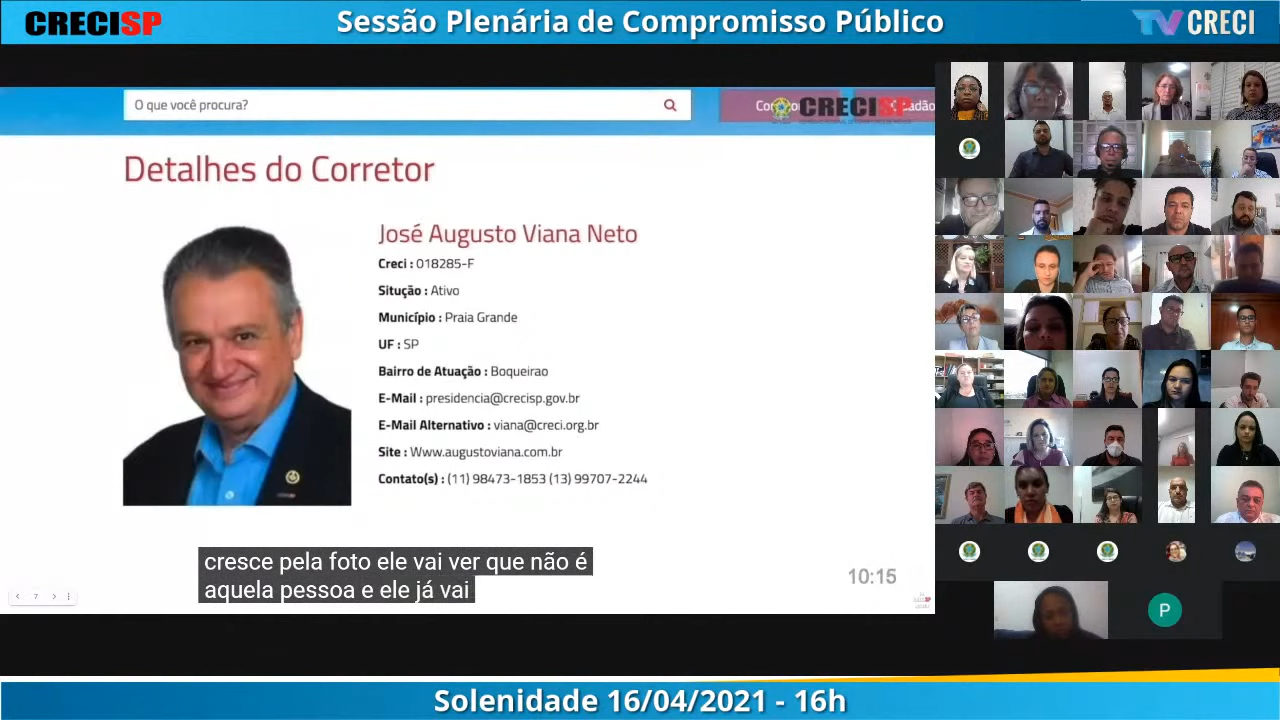 CRECISP
Sessão Plenária de Compromisso Público
TV CRECI
O que você procura?
CRECISP
Detalhes do Corretor
José Augusto Viana Neto
Creci : 018285-F
Situção : Ativo
Município : Praia Grande
UF : SP
Bairro de Atuação : Boqueirao
E-Mail : presidencia@crecisp.gov.br
E-Mail Alternativo : viana@creci.org.br
Site : Www.augustoviana.com.br
Contato(s) : (11) 98473-1853 (13) 99707-2244
cresce pela foto ele vai ver que não é
aquela pessoa e ele já vai
10:15
7
P
Solenidade 16/04/2021 - 16h